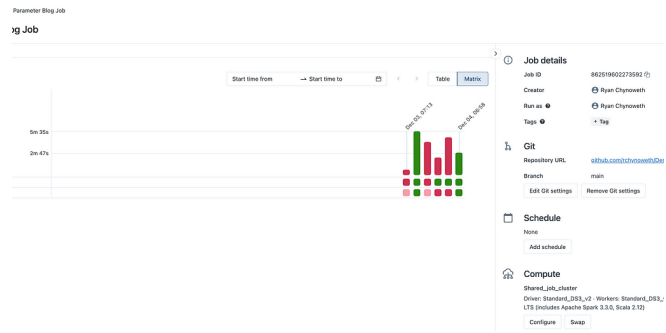 Parameter Blog Job
og Job
Start time from → Start time to
Table Matrix
Dec 03, 07:13
Dec 04, 06:58
5m 35s
2m 47s
Job details
Job ID 862519602273592
Creator Ryan Chynoweth
Run as Ryan Chynoweth
Tags + Tag
Git
Repository URL github.com/rchynoweth/De
Branch main
Edit Git settings Remove Git settings
Schedule
None
Add schedule
Compute
Shared_job_cluster
Driver: Standard_DS3_v2 · Workers: Standard_DS3_v
LTS (includes Apache Spark 3.3.0, Scala 2.12)
Configure Swap